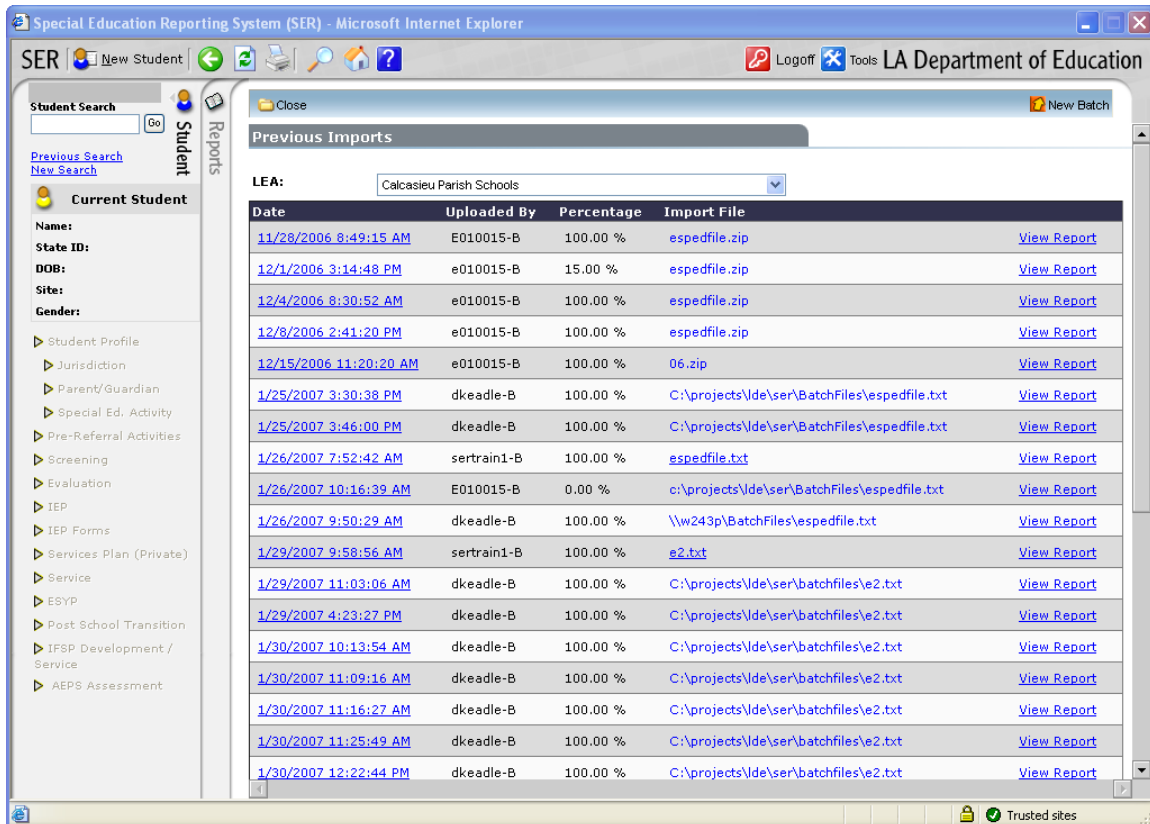 Special Education Reporting System (SER) - Microsoft Internet Explorer
SER New Student Logoff Tools LA Department of Education
Student Search
Go
Previous Search
New Search
Student
Reports
Current Student
Name:
State ID:
DOB:
Site:
Gender:
Student Profile
Jurisdiction
Parent/Guardian
Special Ed. Activity
Pre-Referral Activities
Screening
Evaluation
IEP
IEP Forms
Services Plan (Private)
Service
ESYP
Post School Transition
IFSP Development /
Service
AEPS Assessment
Close New Batch
Previous Imports
LEA: Calcasieu Parish Schools
Date Uploaded By Percentage Import File
11/28/2006 8:49:15 AM E010015-B 100.00 % espedfile.zip View Report
12/1/2006 3:14:48 PM e010015-B 15.00 % espedfile.zip View Report
12/4/2006 8:30:52 AM e010015-B 100.00 % espedfile.zip View Report
12/8/2006 2:41:20 PM e010015-B 100.00 % espedfile.zip View Report
12/15/2006 11:20:20 AM e010015-B 100.00 % 06.zip View Report
1/25/2007 3:30:38 PM dkeadle-B 100.00 % C:\projects\lde\ser\BatchFiles\espedfile.txt View Report
1/25/2007 3:46:00 PM dkeadle-B 100.00 % C:\projects\lde\ser\BatchFiles\espedfile.txt View Report
1/26/2007 7:52:42 AM sertrain1-B 100.00 % espedfile.txt View Report
1/26/2007 10:16:39 AM E010015-B 0.00 % c:\projects\lde\ser\BatchFiles\espedfile.txt View Report
1/26/2007 9:50:29 AM dkeadle-B 100.00 % \\w243p\BatchFiles\espedfile.txt View Report
1/29/2007 9:58:56 AM sertrain1-B 100.00 % e2.txt View Report
1/29/2007 11:03:06 AM dkeadle-B 100.00 % C:\projects\lde\ser\batchfiles\e2.txt View Report
1/29/2007 4:23:27 PM dkeadle-B 100.00 % C:\projects\lde\ser\batchfiles\e2.txt View Report
1/30/2007 10:13:54 AM dkeadle-B 100.00 % C:\projects\lde\ser\batchfiles\e2.txt View Report
1/30/2007 11:09:16 AM dkeadle-B 100.00 % C:\projects\lde\ser\batchfiles\e2.txt View Report
1/30/2007 11:16:27 AM dkeadle-B 100.00 % C:\projects\lde\ser\batchfiles\e2.txt View Report
1/30/2007 11:25:49 AM dkeadle-B 100.00 % C:\projects\lde\ser\batchfiles\e2.txt View Report
1/30/2007 12:22:44 PM dkeadle-B 100.00 % C:\projects\lde\ser\batchfiles\e2.txt View Report
Trusted sites